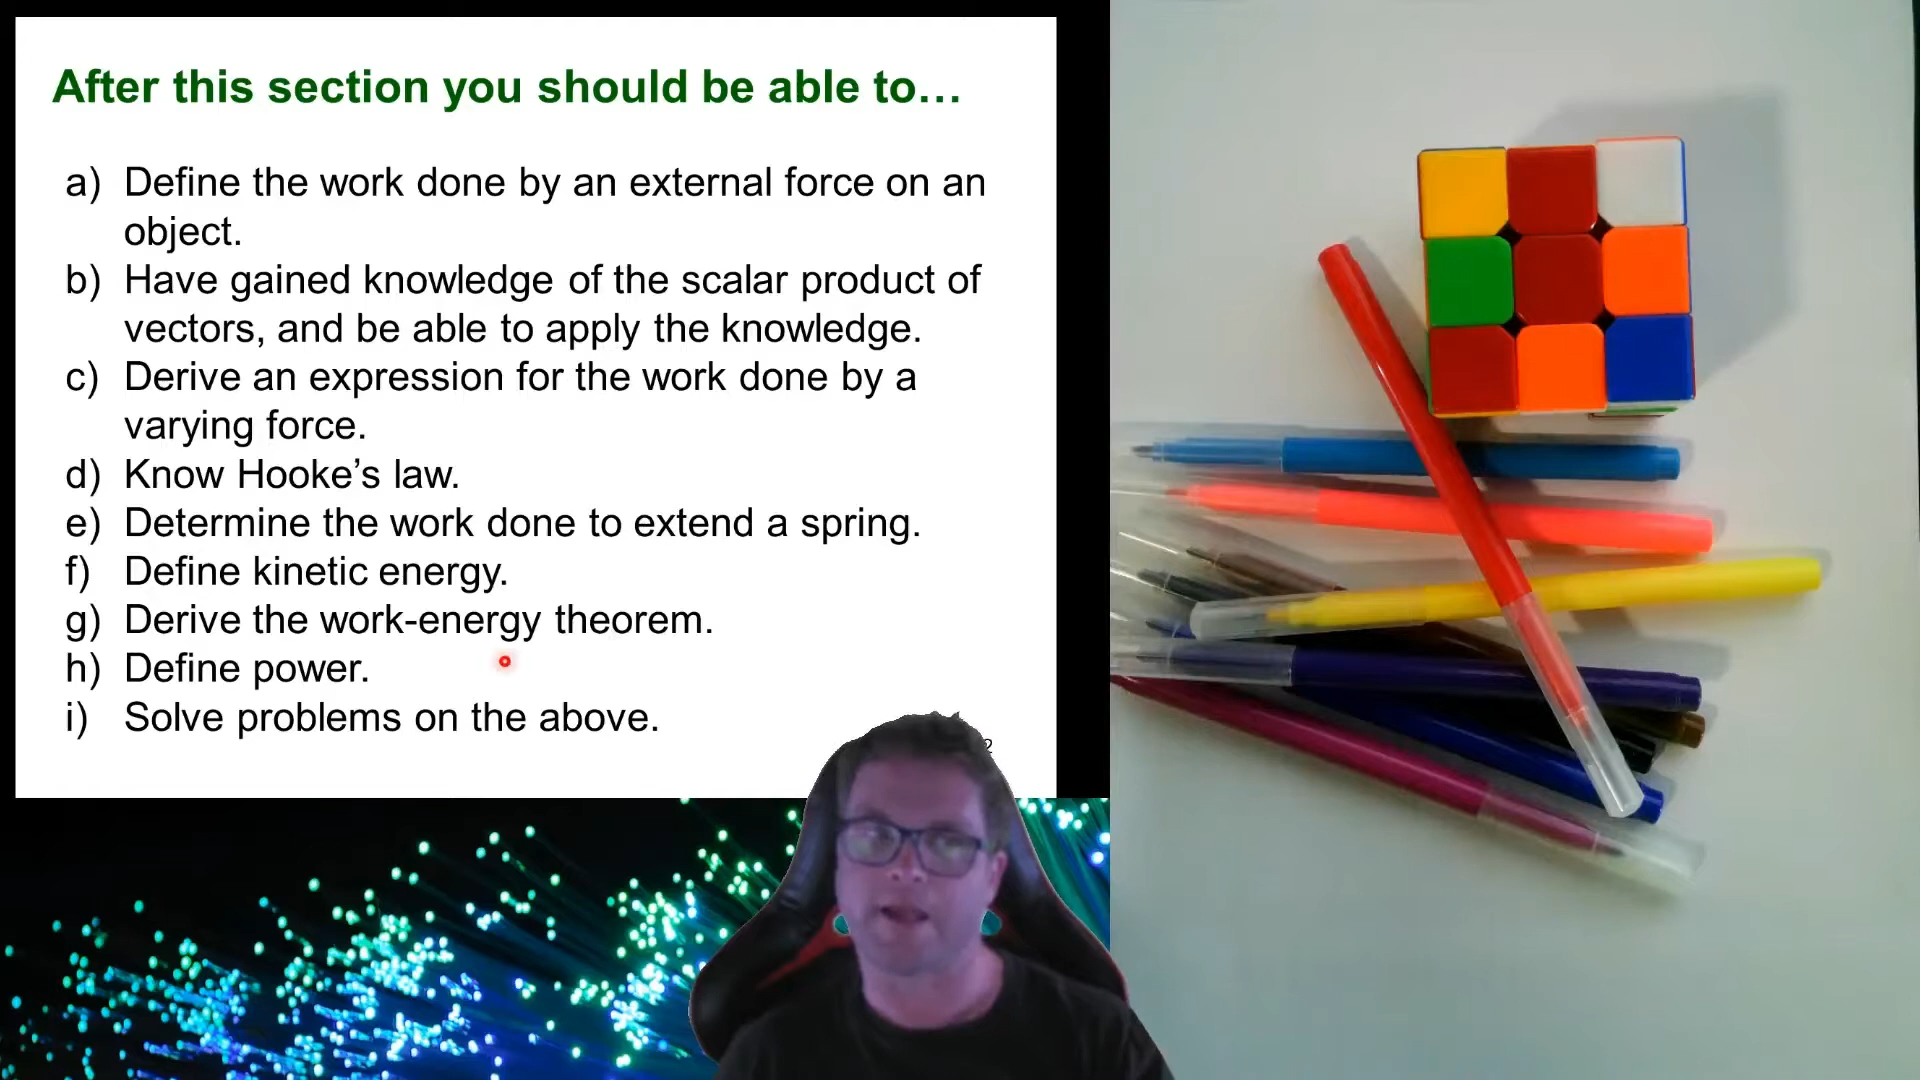 After this section you should be able to…
a) Define the work done by an external force on an
object.
b) Have gained knowledge of the scalar product of
vectors, and be able to apply the knowledge.
c) Derive an expression for the work done by a
varying force.
d) Know Hooke’s law.
e) Determine the work done to extend a spring.
f) Define kinetic energy.
g) Derive the work-energy theorem.
h) Define power.
i) Solve problems on the above.
2